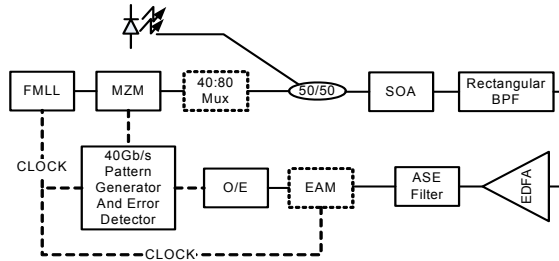 FMLL
MZM
40:80
Mux
50/50
SOA
Rectangular
BPF
CLOCK
40Gb/s
Pattern
Generator
And Error
Detector
O/E
EAM
ASE
Filter
EDFA
CLOCK